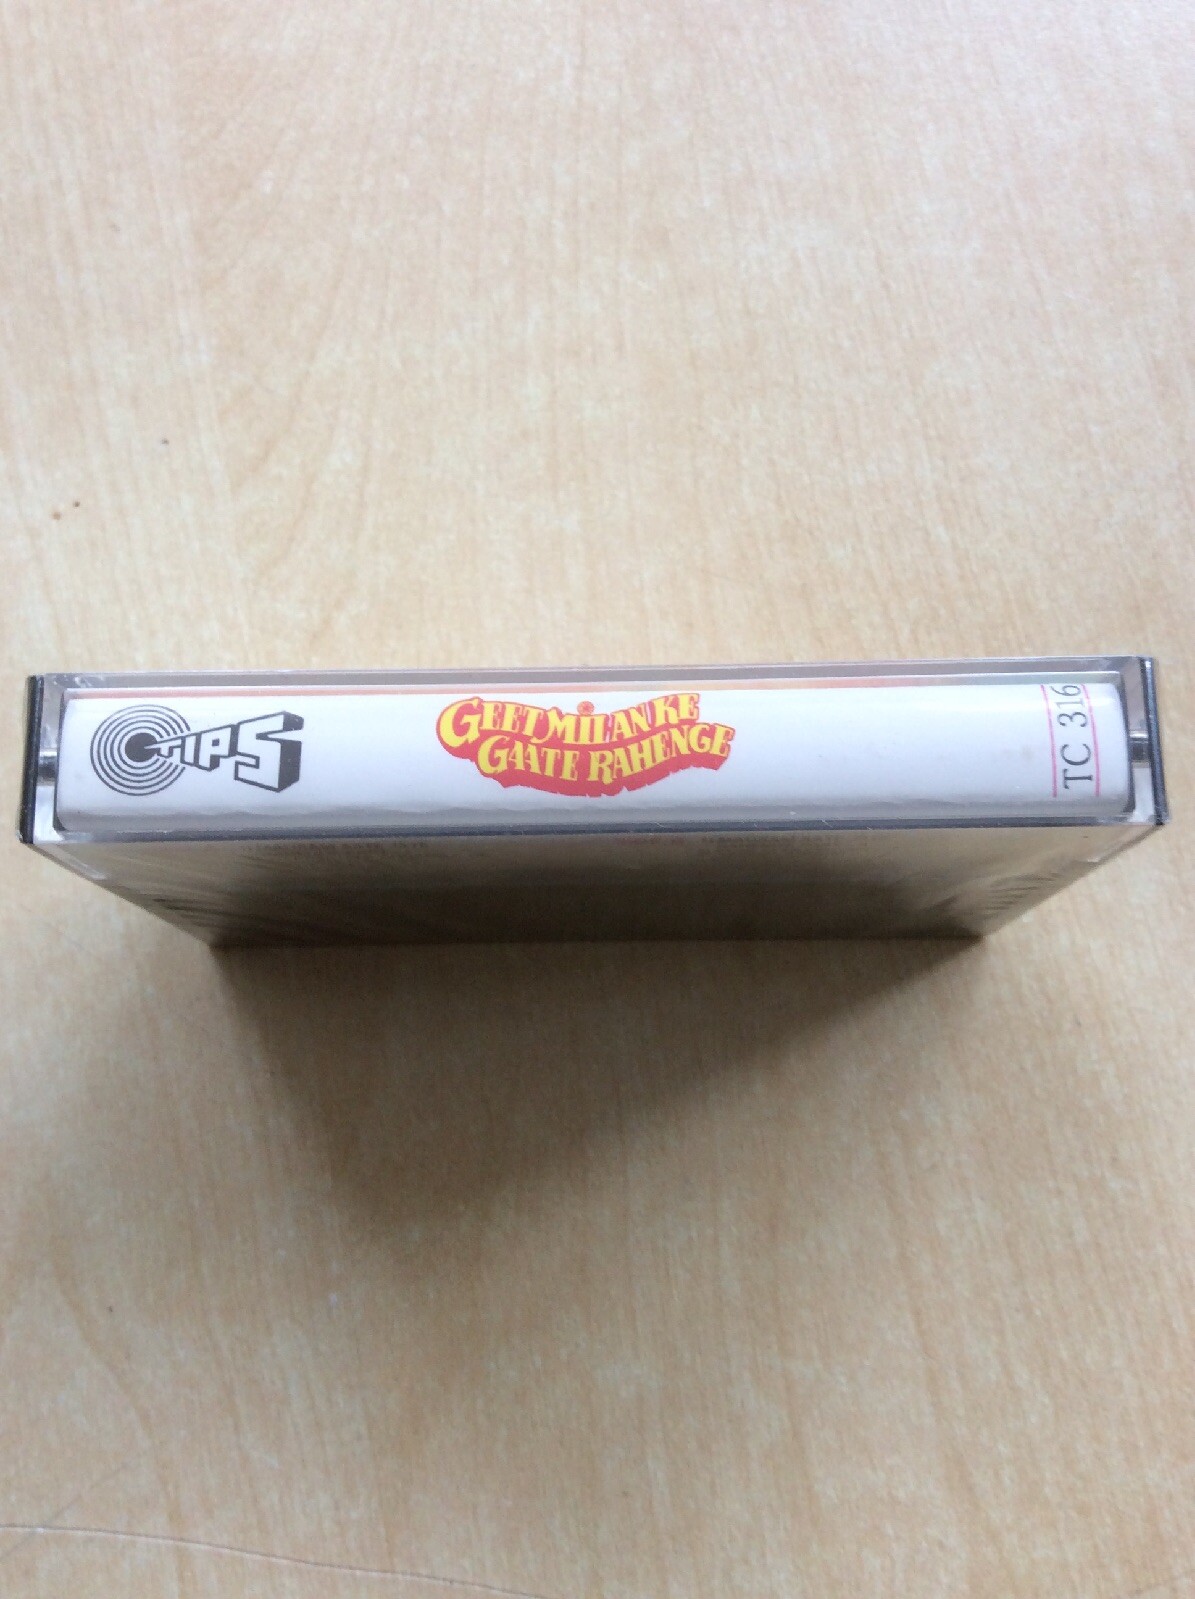 TIPS
GEET MILAN KE
GAATE RAHENGE
TC 316